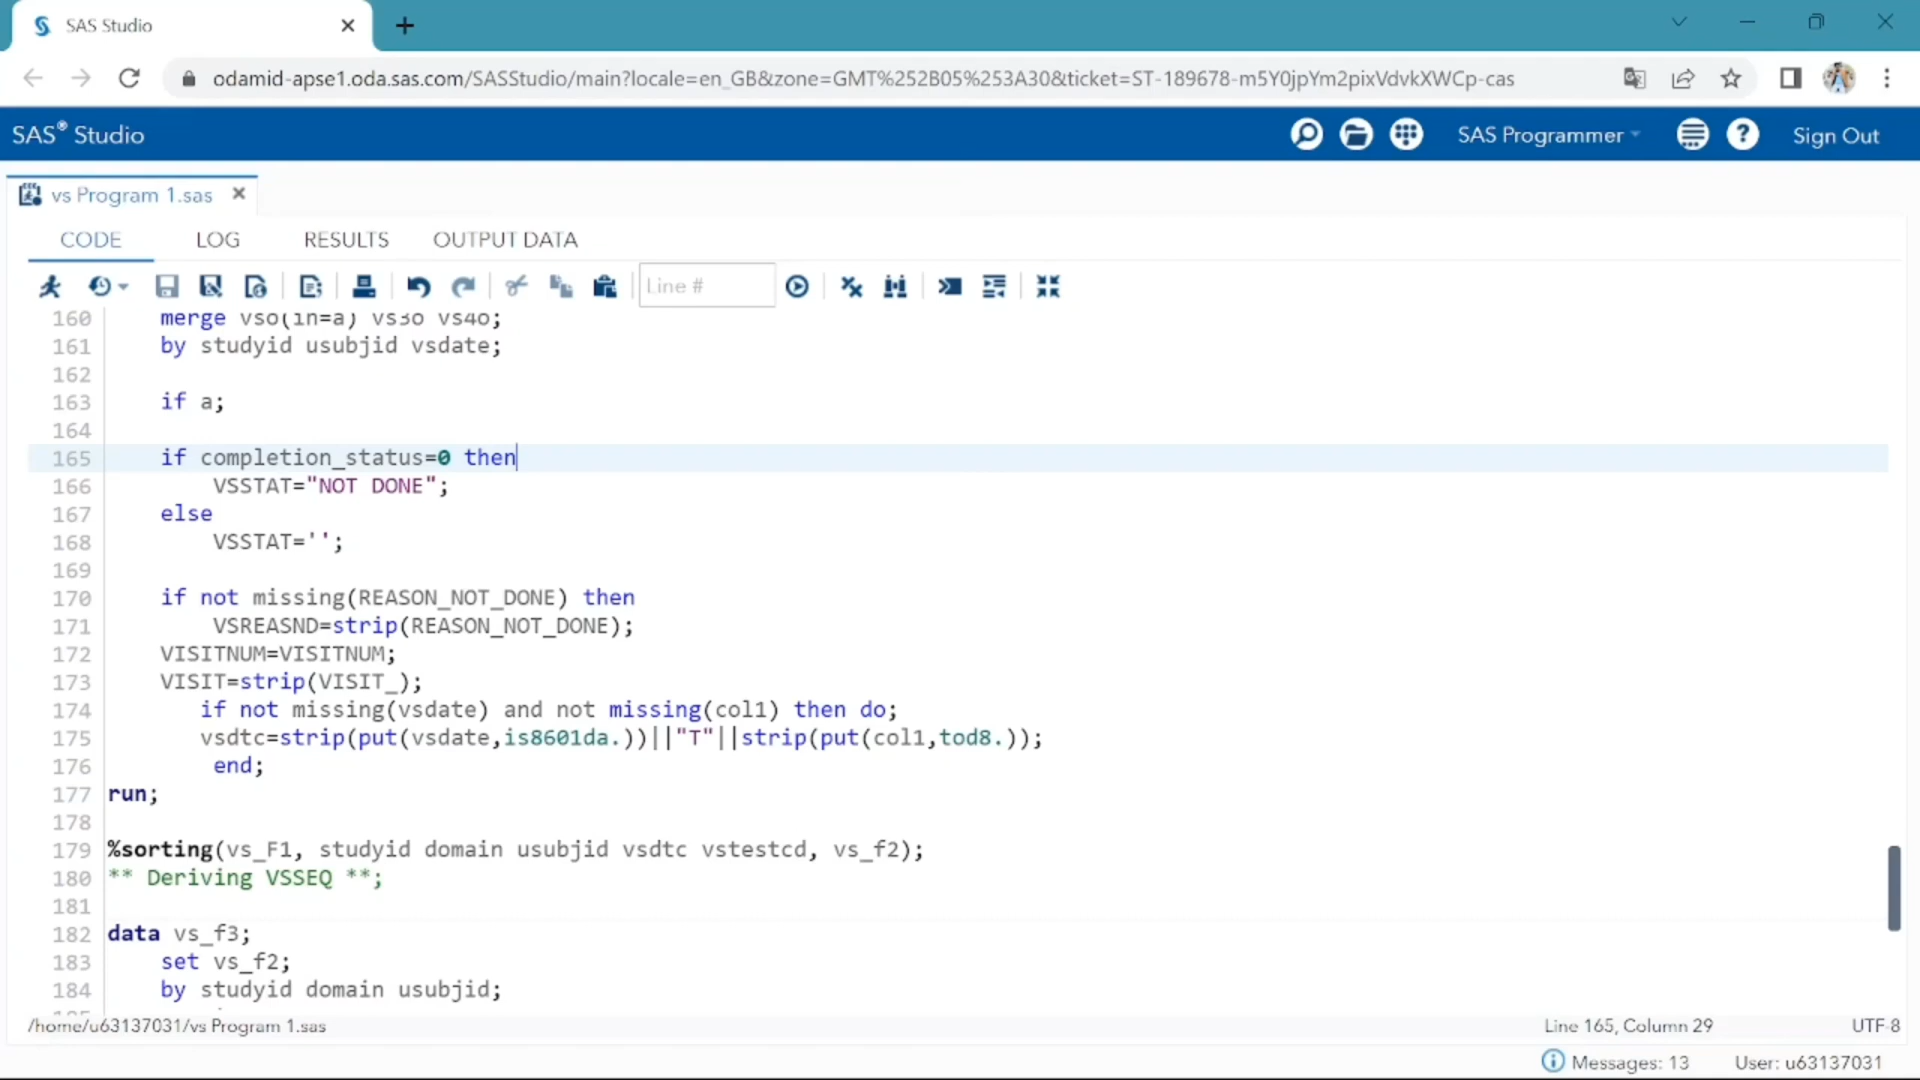 SAS Studio
odamid-apse1.oda.sas.com/SASStudio/main?locale=en_GB&zone=GMT%252B05%253A30&ticket=ST-189678-m5Y0jpYm2pixVdvkXWCp-cas
SAS® Studio
SAS Programmer
Sign Out
vs Program 1.sas
CODE LOG RESULTS OUTPUT DATA
Line #
160 merge vs6(in=a) vs3o vs4o;
161 by studyid usubjid vsdate;
162
163 if a;
164
165 if completion_status=0 then
166 VSSTAT="NOT DONE";
167 else
168 VSSTAT='';
169
170 if not missing(REASON_NOT_DONE) then
171 VSREASND=strip(REASON_NOT_DONE);
172 VISITNUM=VISITNUM;
173 VISIT=strip(VISIT_);
174 if not missing(vsdate) and not missing(col1) then do;
175 vsdtc=strip(put(vsdate,is8601da.))||"T"||strip(put(col1,tod8.));
176 end;
177 run;
178
179 %sorting(vs_F1, studyid domain usubjid vsdtc vstestcd, vs_f2);
180 ** Deriving VSSEQ **;
181
182 data vs_f3;
183 set vs_f2;
184 by studyid domain usubjid;
/home/u63137031/vs Program 1.sas
Line 165, Column 29
UTF-8
Messages: 13
User: u63137031